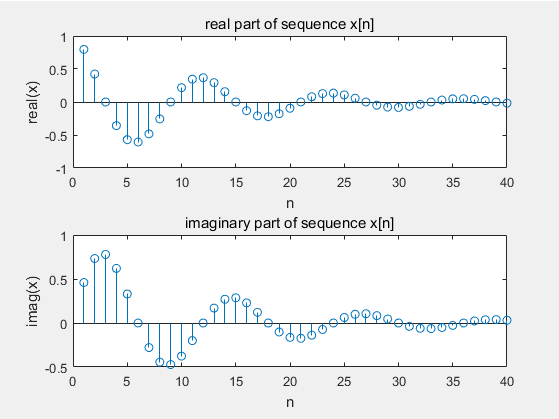 real part of sequence x[n]
1
0.5
0
-0.5
-1
real(x)
0 5 10 15 20 25 30 35 40
n
imaginary part of sequence x[n]
1
0.5
0
-0.5
imag(x)
0 5 10 15 20 25 30 35 40
n